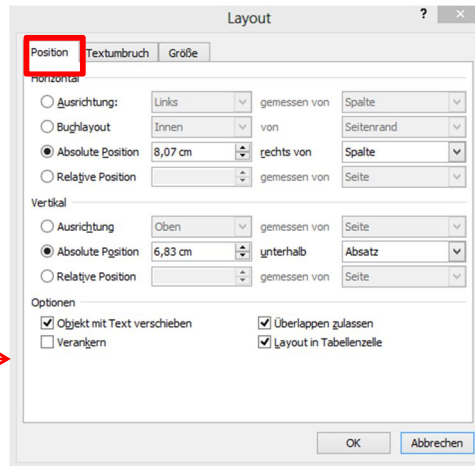 Layout ? ×
Position Textumbruch Größe
Horizontal
Ausrichtung: Links gemessen von Spalte
Buchlayout Innen von Seitenrand
Absolute Position 8,07 cm rechts von Spalte
Relative Position gemessen von Seite
Vertikal
Ausrichtung Oben gemessen von Seite
Absolute Position 6,83 cm unterhalb Absatz
Relative Position gemessen von Seite
Optionen
Objekt mit Text verschieben Überlappen zulassen
Verankern Layout in Tabellenzelle
OK Abbrechen